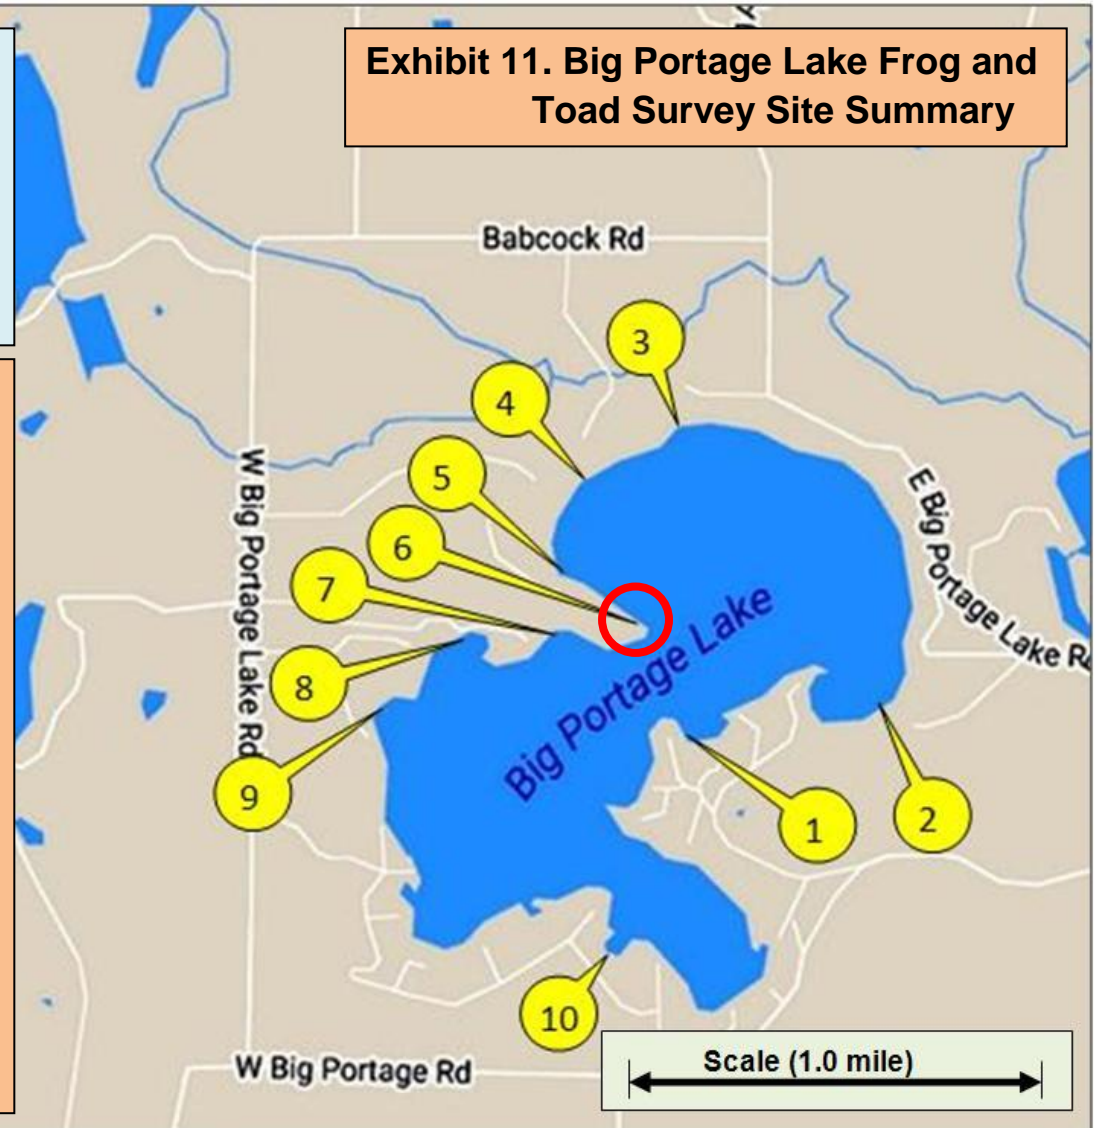 Exhibit 11. Big Portage Lake Frog and
Toad Survey Site Summary
Babcock Rd
3
4
5
6
7
8
9
W Big Portage Lake Rd
E Big Portage Lake R
Big Portage Lake
1
2
10
W Big Portage Rd
Scale (1.0 mile)